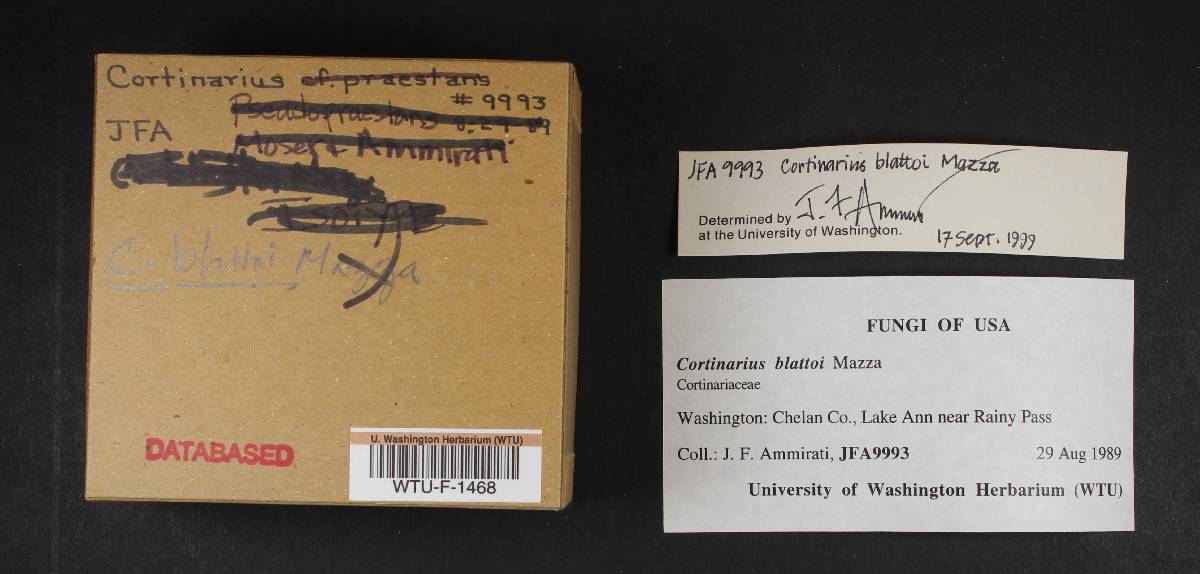 Cortinarius cf. praestans
# 9993
Pseudopraestans 8.29.89
JFA
Moser & Ammirati
Isotype
C. blattoi Mazza
DATABASED
U. Washington Herbarium (WTU)
WTU-F-1468
JFA 9993 Cortinarius blattoi Mazza
J. F. Ammirati
Determined by
at the University of Washington.
17 Sept. 1999
FUNGI OF USA
Cortinarius blattoi Mazza
Cortinariaceae
Washington: Chelan Co., Lake Ann near Rainy Pass
Coll.: J. F. Ammirati, JFA9993 29 Aug 1989
University of Washington Herbarium (WTU)